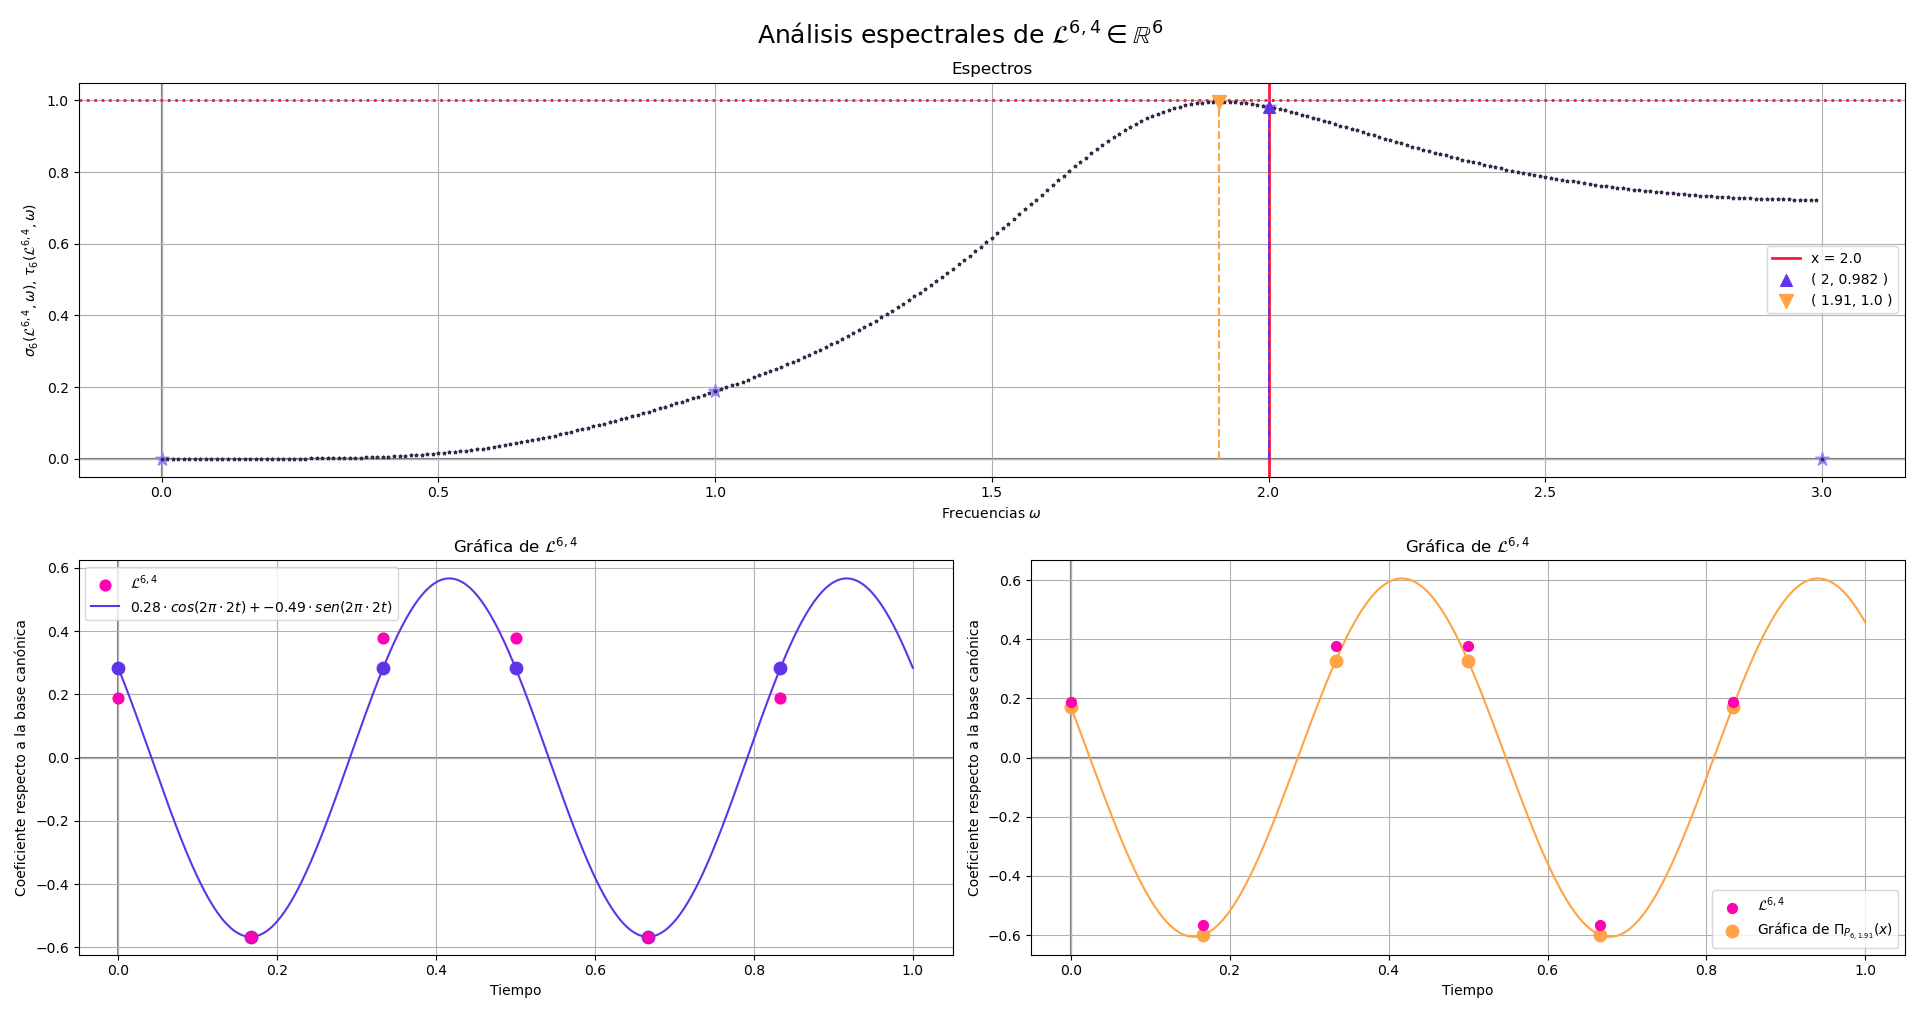 Análisis espectrales de $\mathcal{L}^{6,4} \in \mathbb{R}^6$
Espectros
$\sigma_6(\mathcal{L}^{6,4}, \omega), \tau_6(\mathcal{L}^{6,4}, \omega)$
1.0
0.8
0.6
0.4
0.2
0.0
x = 2.0
( 2, 0.982 )
( 1.91, 1.0 )
0.0 0.5 1.0 1.5 2.0 2.5 3.0
Frecuencias $\omega$
Gráfica de $\mathcal{L}^{6,4}$
Coeficiente respecto a la base canónica
0.6
0.4
0.2
0.0
−0.2
−0.4
−0.6
$\mathcal{L}^{6,4}$
$0.28 \cdot cos(2\pi \cdot 2t) + -0.49 \cdot sen(2\pi \cdot 2t)$
0.0 0.2 0.4 0.6 0.8 1.0
Tiempo
Gráfica de $\mathcal{L}^{6,4}$
Coeficiente respecto a la base canónica
0.6
0.4
0.2
0.0
−0.2
−0.4
−0.6
$\mathcal{L}^{6,4}$
Gráfica de $\Pi_{P_{6,1.91}}(x)$
0.0 0.2 0.4 0.6 0.8 1.0
Tiempo